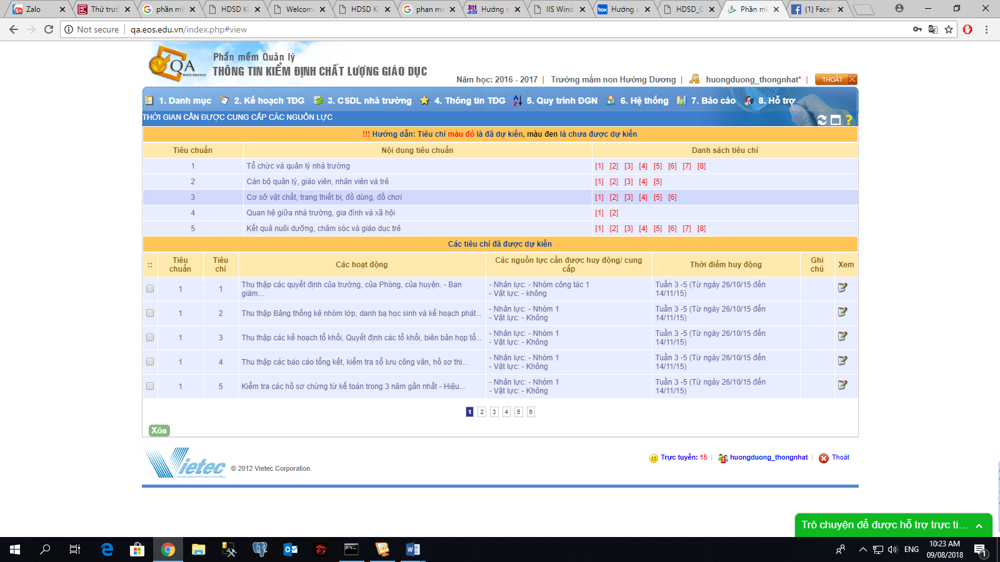 Zalo
Thứ trưở
phần mề
HDSD Ki
Welcome
HDSD Ki
phan me
BH .edu Hướng d
IIS Wind
box Hướng d
HDSD_C
Phần mề
(1) Face
Not secure
qa.eos.edu.vn/index.php#view
QA
Quality Assurance
Phần mềm Quản lý
THÔNG TIN KIỂM ĐỊNH CHẤT LƯỢNG GIÁO DỤC
Năm học: 2016 - 2017 | Trường mầm non Hướng Dương | huongduong_thongnhat* | THOÁT
1. Danh mục 2. Kế hoạch TĐG 3. CSDL nhà trường 4. Thông tin TĐG 5. Quy trình ĐGN 6. Hệ thống 7. Báo cáo 8. Hỗ trợ
THỜI GIAN CẦN ĐƯỢC CUNG CẤP CÁC NGUỒN LỰC
!!! Hướng dẫn: Tiêu chí màu đỏ là đã dự kiến, màu đen là chưa được dự kiến
Tiêu chuẩn Nội dung tiêu chuẩn Danh sách tiêu chí
1 Tổ chức và quản lý nhà trường [1] [2] [3] [4] [5] [6] [7] [8]
2 Cán bộ quản lý, giáo viên, nhân viên và trẻ [1] [2] [3] [4] [5]
3 Cơ sở vật chất, trang thiết bị, đồ dùng, đồ chơi [1] [2] [3] [4] [5] [6]
4 Quan hệ giữa nhà trường, gia đình và xã hội [1] [2]
5 Kết quả nuôi dưỡng, chăm sóc và giáo dục trẻ [1] [2] [3] [4] [5] [6] [7] [8]
Các tiêu chí đã được dự kiến
:: Tiêu chuẩn Tiêu chí Các hoạt động Các nguồn lực cần được huy động/ cung cấp Thời điểm huy động Ghi chú Xem
1 1 Thu thập các quyết định của trường, của Phòng, của huyện. - Ban giám... - Nhân lực: - Nhóm công tác 1 - Vật lực: - không Tuần 3 -5 (Từ ngày 26/10/15 đến 14/11/15)
1 2 Thu thập Bảng thống kê nhóm lớp, danh bạ học sinh và kế hoạch phát... - Nhân lực: - Nhóm 1 - Vật lực: - Không Tuần 3 -5 (Từ ngày 26/10/15 đến 14/11/15)
1 3 Thu thập các kế hoạch tổ khối, Quyết định các tổ khối, biên bản họp tổ... - Nhân lực: - Nhóm 1 - Vật lực: - Không Tuần 3 -5 (Từ ngày 26/10/15 đến 14/11/15)
1 4 Thu thập các báo cáo tổng kết, kiểm tra sổ lưu công văn, hồ sơ thi... - Nhân lực: - Nhóm 1 - Vật lực: - Không Tuần 3 -5 (Từ ngày 26/10/15 đến 14/11/15)
1 5 Kiểm tra các hồ sơ chứng từ kế toán trong 3 năm gần nhất - Hiệu... - Nhân lực: - Nhóm 1 - Vật lực: - Không Tuần 3 -5 (Từ ngày 26/10/15 đến 14/11/15)
1 2 3 4 5 6
Xóa
Vietec © 2012 Vietec Corporation.
Trực tuyến: 15 | huongduong_thongnhat | Thoát
Trò chuyện để được hỗ trợ trực ti...
ENG
10:23 AM
09/08/2018
1